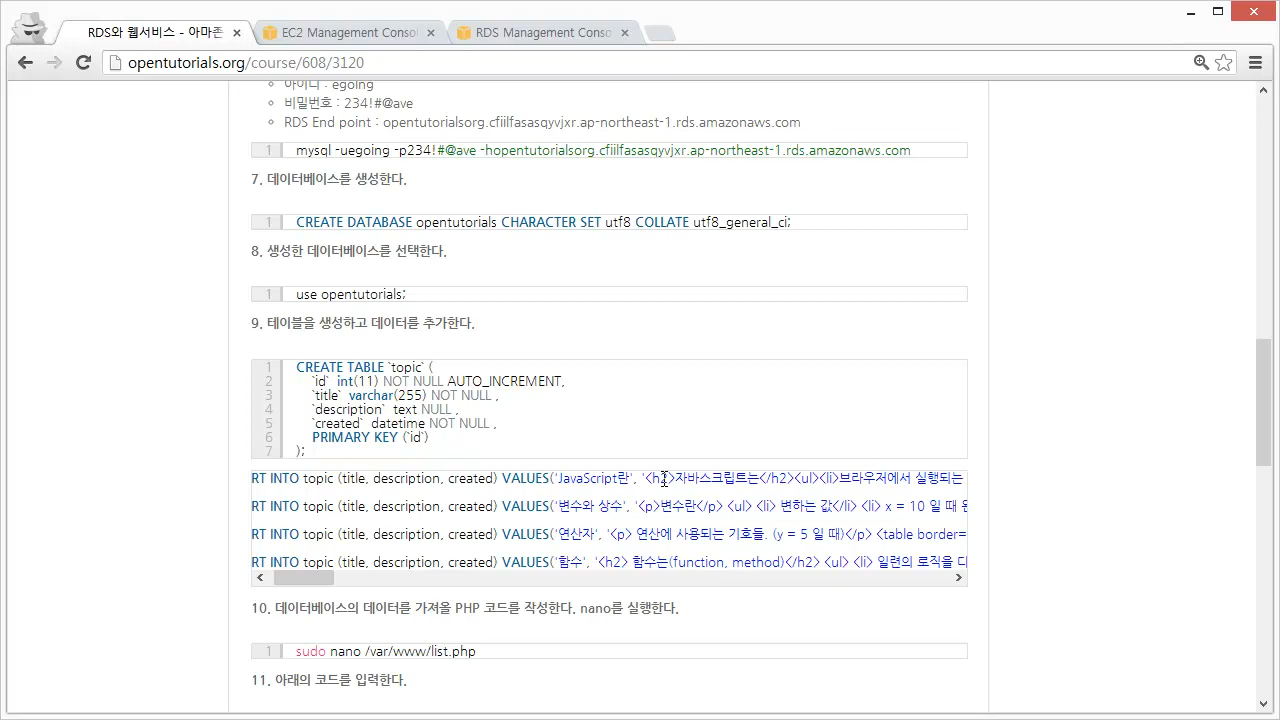 RDS와 웹서비스 - 아마존
EC2 Management Consol
RDS Management Conso
opentutorials.org/course/608/3120
아이디 : egoing
비밀번호 : 234!#@ave
RDS End point : opentutorialsorg.cfiilfasasqyvjxr.ap-northeast-1.rds.amazonaws.com
1 mysql -uegoing -p234!#@ave -hopentutorialsorg.cfiilfasasqyvjxr.ap-northeast-1.rds.amazonaws.com
7. 데이터베이스를 생성한다.
1 CREATE DATABASE opentutorials CHARACTER SET utf8 COLLATE utf8_general_ci;
8. 생성한 데이터베이스를 선택한다.
1 use opentutorials;
9. 테이블을 생성하고 데이터를 추가한다.
1 CREATE TABLE `topic` (
2 `id` int(11) NOT NULL AUTO_INCREMENT,
3 `title` varchar(255) NOT NULL ,
4 `description` text NULL ,
5 `created` datetime NOT NULL ,
6 PRIMARY KEY (`id`)
7 );
RT INTO topic (title, description, created) VALUES('JavaScript란', '<h2>자바스크립트는</h2><ul><li>브라우저에서 실행되는
RT INTO topic (title, description, created) VALUES('변수와 상수', '<p>변수란</p> <ul> <li> 변하는 값</li> <li> x = 10 일 때
RT INTO topic (title, description, created) VALUES('연산자', '<p> 연산에 사용되는 기호들. (y = 5 일 때)</p> <table border=
RT INTO topic (title, description, created) VALUES('함수', '<h2> 함수는(function, method)</h2> <ul> <li> 일련의 로직을
10. 데이터베이스의 데이터를 가져올 PHP 코드를 작성한다. nano를 실행한다.
1 sudo nano /var/www/list.php
11. 아래의 코드를 입력한다.